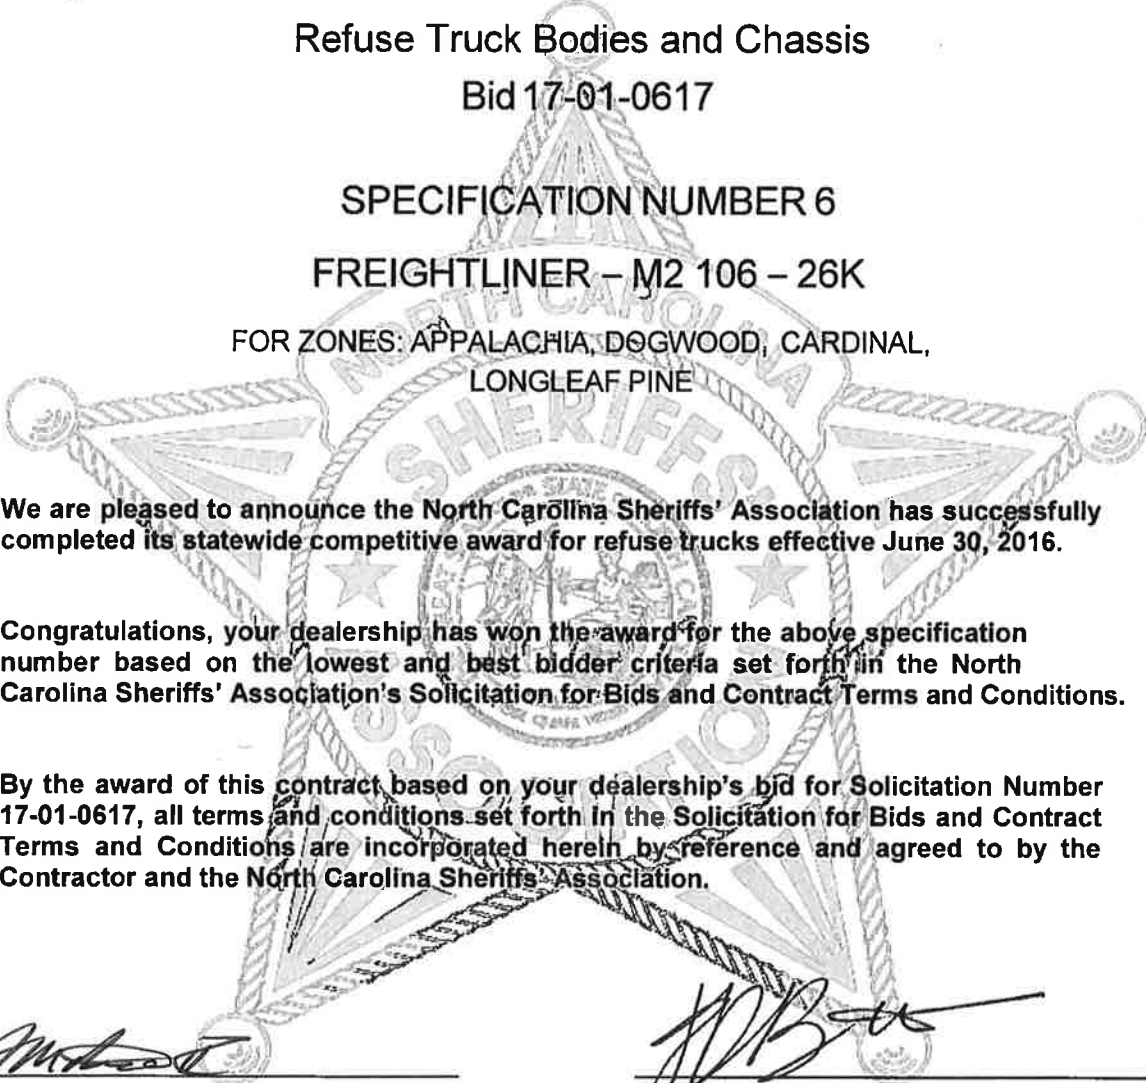 Refuse Truck Bodies and Chassis
Bid 17-01-0617
SPECIFICATION NUMBER 6
FREIGHTLINER – M2 106 – 26K
FOR ZONES: APPALACHIA, DOGWOOD, CARDINAL,
LONGLEAF PINE
NORTH CAROLINA
SHERIFFS'
ASSOCIATION
We are pleased to announce the North Carolina Sheriffs' Association has successfully
completed its statewide competitive award for refuse trucks effective June 30, 2016.
Congratulations, your dealership has won the award for the above specification
number based on the lowest and best bidder criteria set forth in the North
Carolina Sheriffs' Association's Solicitation for Bids and Contract Terms and Conditions.
By the award of this contract based on your dealership's bid for Solicitation Number
17-01-0617, all terms and conditions set forth in the Solicitation for Bids and Contract
Terms and Conditions are incorporated herein by reference and agreed to by the
Contractor and the North Carolina Sheriffs' Association.